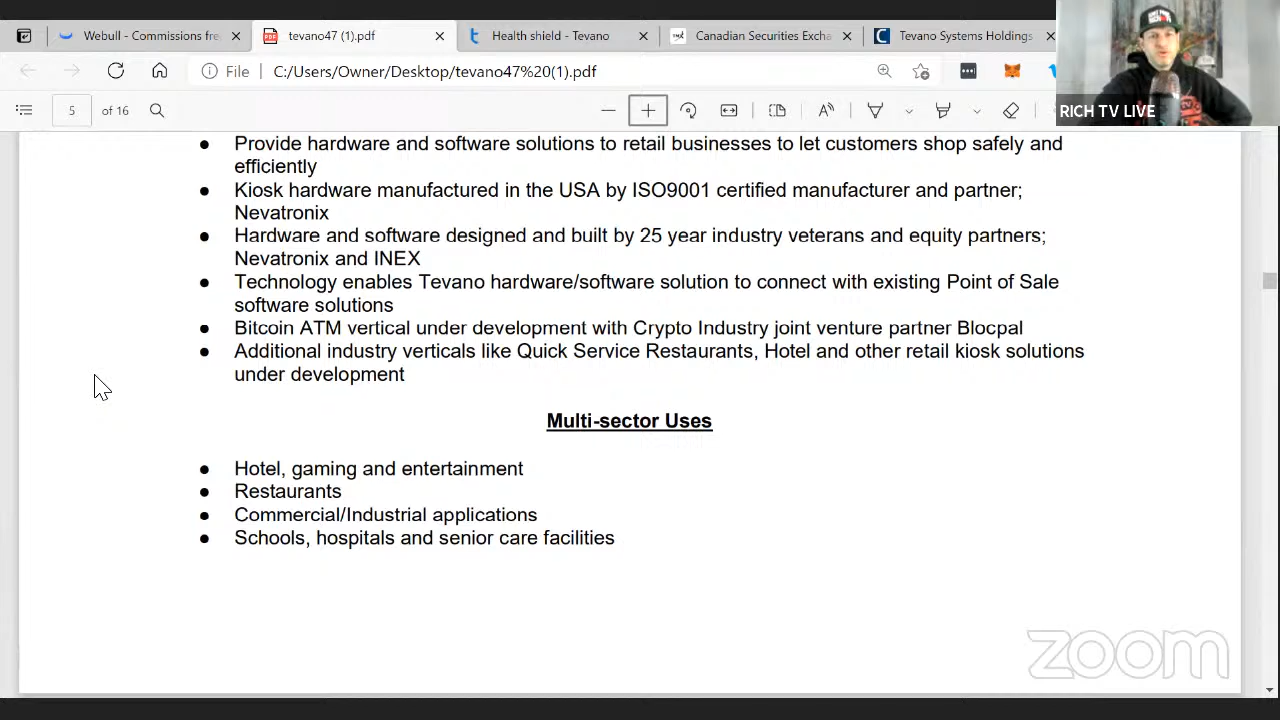 Webull - Commissions fre
tevano47 (1).pdf
Health shield - Tevano
Canadian Securities Excha
Tevano Systems Holdings
File
C:/Users/Owner/Desktop/tevano47%20(1).pdf
5 of 16
RICH TV LIVE
● Provide hardware and software solutions to retail businesses to let customers shop safely and
efficiently
● Kiosk hardware manufactured in the USA by ISO9001 certified manufacturer and partner;
Nevatronix
● Hardware and software designed and built by 25 year industry veterans and equity partners;
Nevatronix and INEX
● Technology enables Tevano hardware/software solution to connect with existing Point of Sale
software solutions
● Bitcoin ATM vertical under development with Crypto Industry joint venture partner Blocpal
● Additional industry verticals like Quick Service Restaurants, Hotel and other retail kiosk solutions
under development
Multi-sector Uses
● Hotel, gaming and entertainment
● Restaurants
● Commercial/Industrial applications
● Schools, hospitals and senior care facilities
zoom